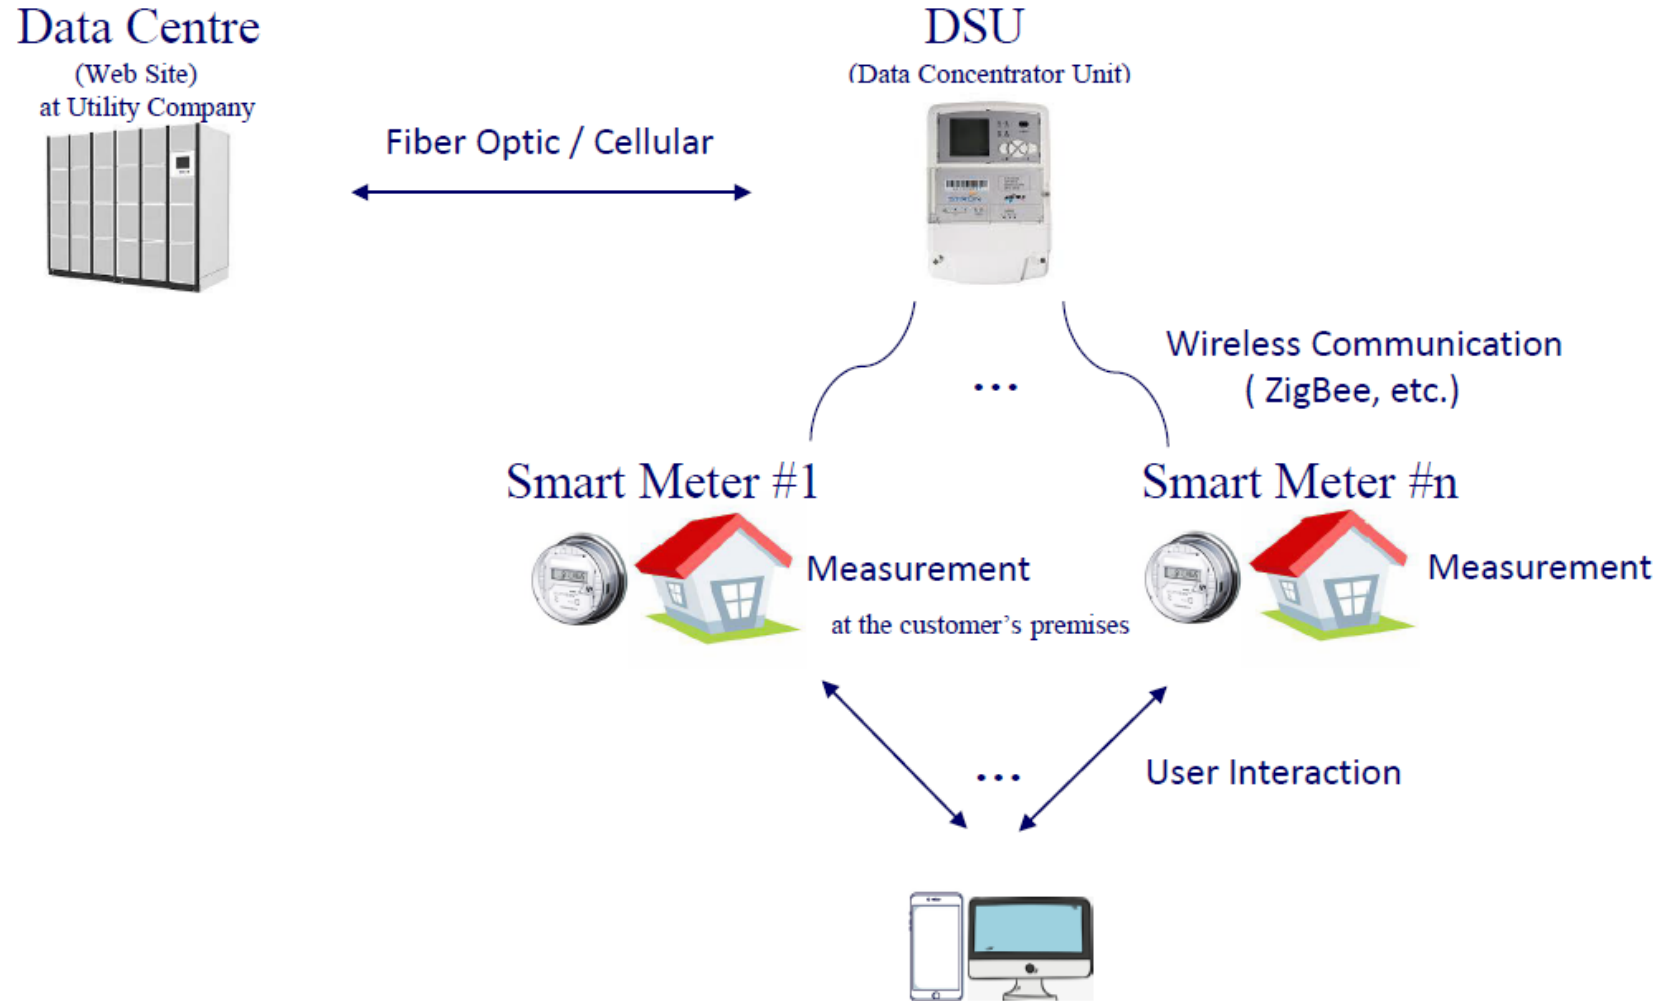 Data Centre
(Web Site)
at Utility Company
DSU
(Data Concentrator Unit)
Fiber Optic / Cellular
Wireless Communication
( ZigBee, etc.)
...
Smart Meter #1
Smart Meter #n
Measurement
at the customer's premises
Measurement
...
User Interaction